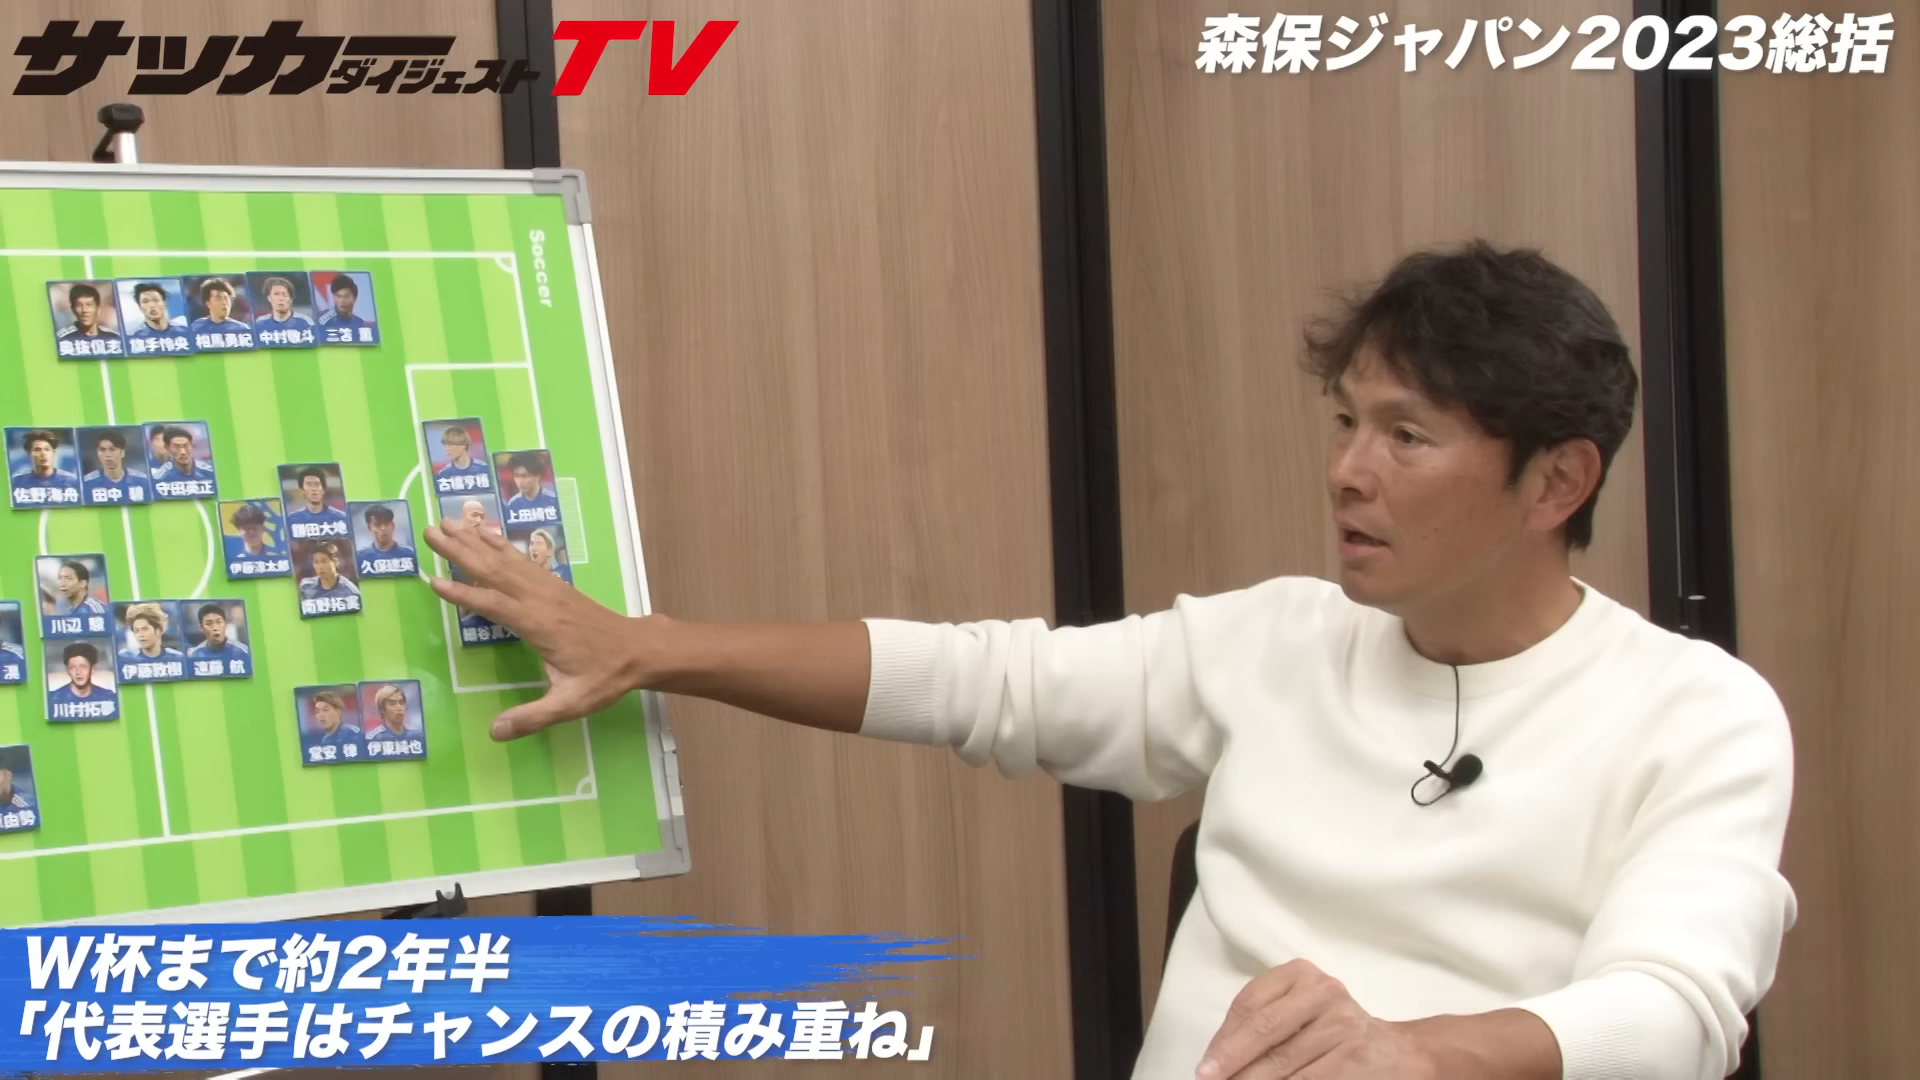 サッカーダイジェストTV
森保ジャパン2023総括
Soccer
奥抜侃志 旗手怜央 相馬勇紀 中村敬斗 三笘 薫
佐野海舟 田中 碧 守田英正
古橋亨梧
上田綺世
鎌田大地
伊藤涼太郎
久保建英
南野拓実
川辺 駿
伊藤敦樹 遠藤 航
細谷真大
川村拓夢
堂安 律 伊東純也
W杯まで約2年半
「代表選手はチャンスの積み重ね」